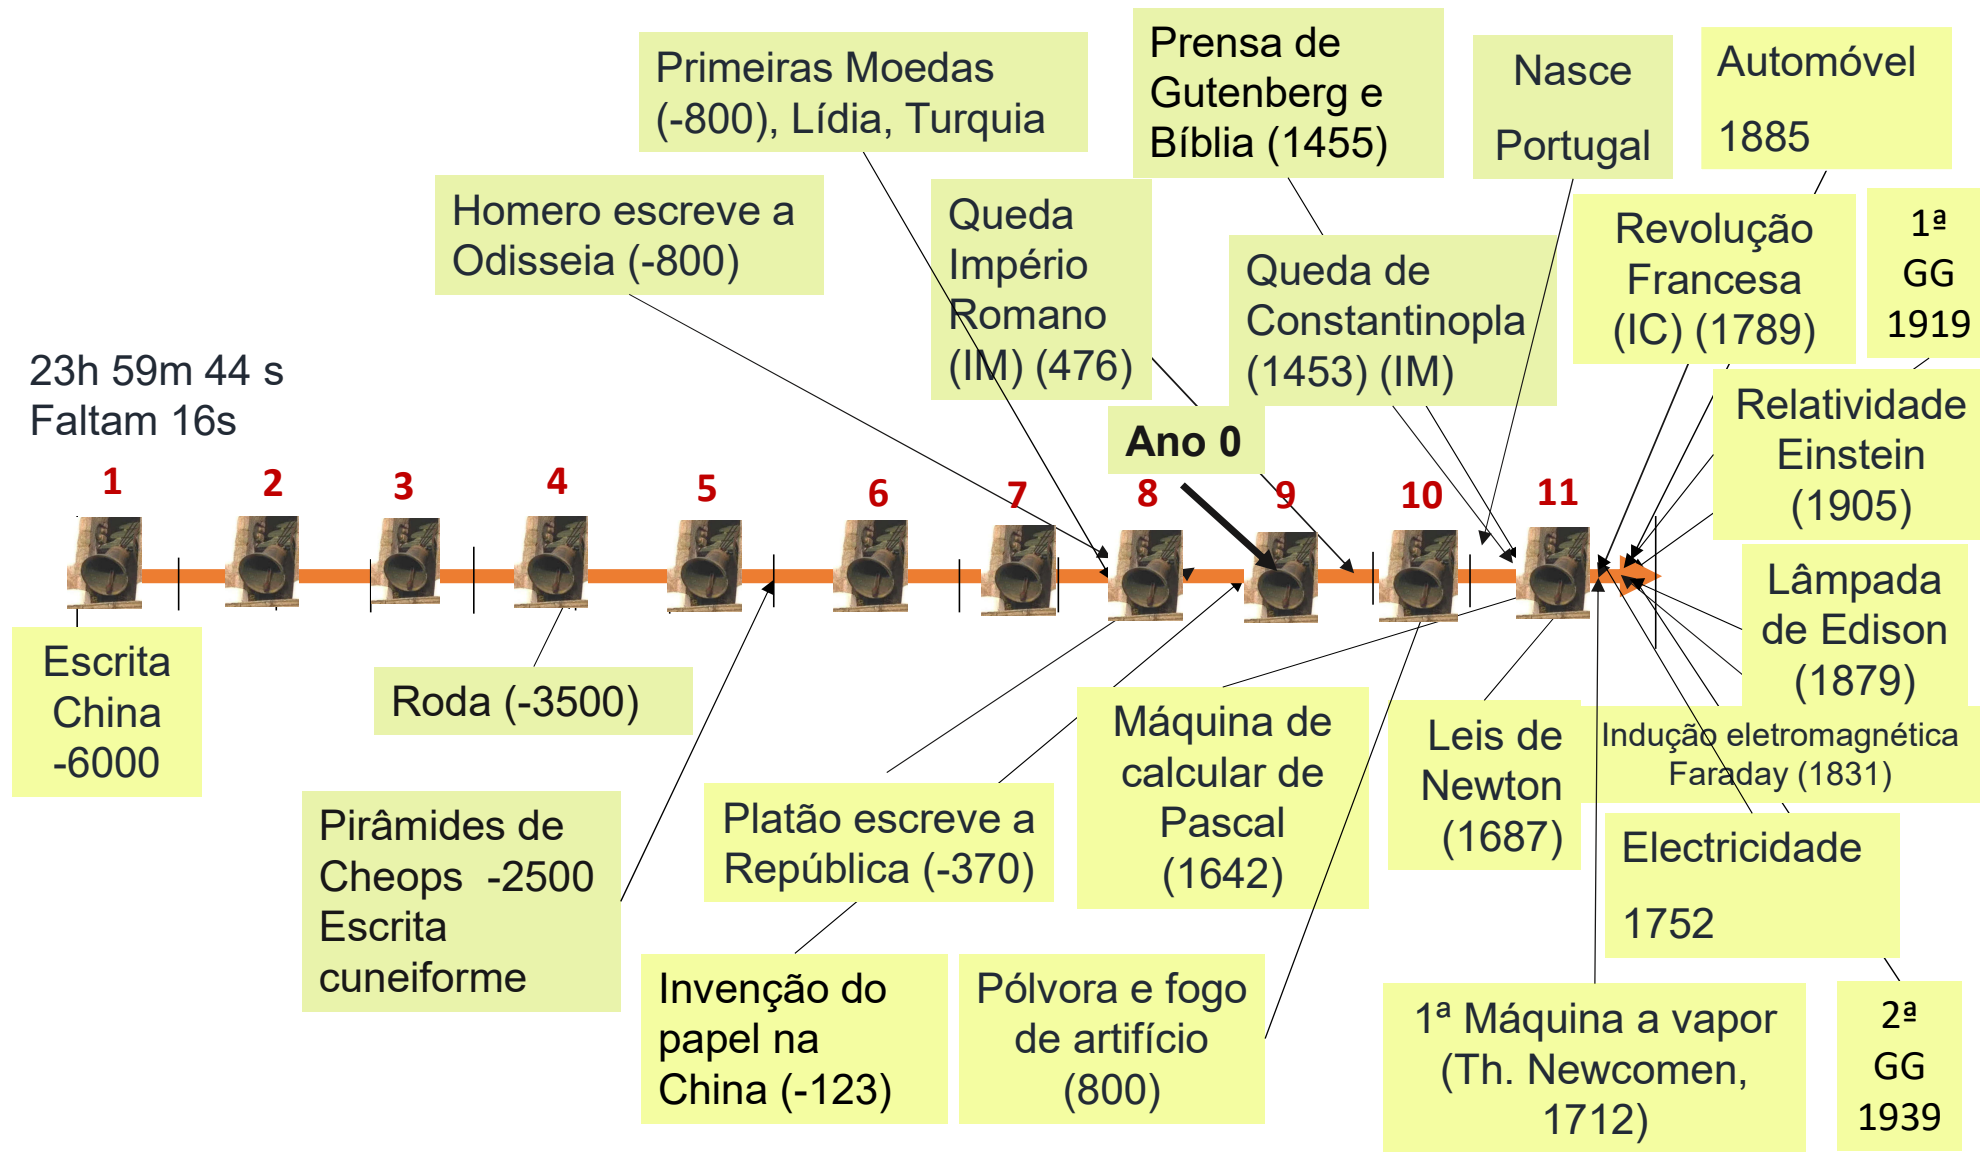 Primeiras Moedas
(-800), Lídia, Turquia
Prensa de
Gutenberg e
Bíblia (1455)
Nasce
Portugal
Automóvel
1885
Homero escreve a
Odisseia (-800)
Queda
Império
Romano
(IM) (476)
Queda de
Constantinopla
(1453) (IM)
Revolução
Francesa
(IC) (1789)
1ª
GG
1919
23h 59m 44 s
Faltam 16s
Ano 0
Relatividade
Einstein
(1905)
1
2
3
4
5
6
7
8
9
10
11
Escrita
China
-6000
Roda (-3500)
Lâmpada
de Edison
(1879)
Pirâmides de
Cheops -2500
Escrita
cuneiforme
Platão escreve a
República (-370)
Máquina de
calcular de
Pascal
(1642)
Leis de
Newton
(1687)
Indução eletromagnética
Faraday (1831)
Electricidade
1752
Invenção do
papel na
China (-123)
Pólvora e fogo
de artifício
(800)
1ª Máquina a vapor
(Th. Newcomen,
1712)
2ª
GG
1939